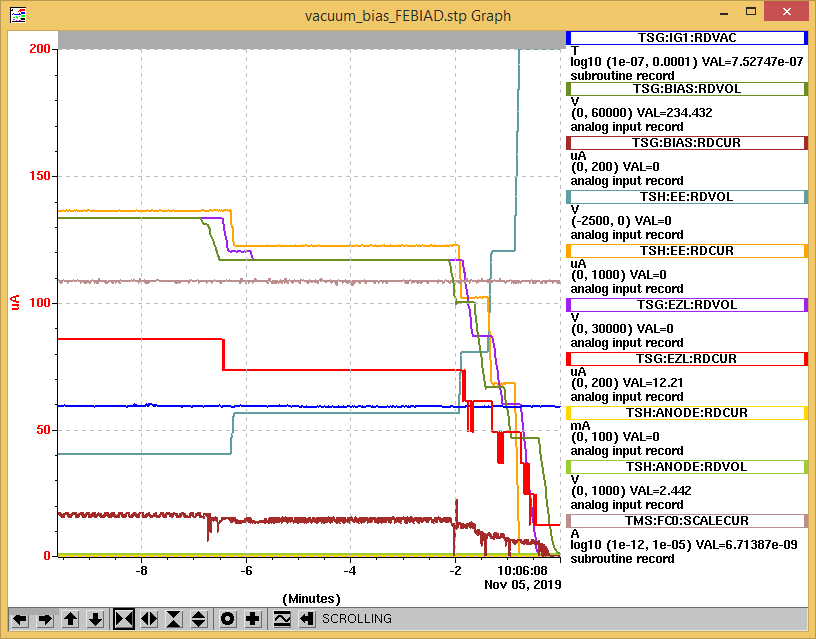 vacuum_bias_FEBIAD.stp Graph
200
150
100
50
0
uA
-8
-6
-4
-2
10:06:08
Nov 05, 2019
(Minutes)
TSG:IG1:RDVAC
T
log10 (1e-07, 0.0001) VAL=7.52747e-07
subroutine record
TSG:BIAS:RDVOL
V
(0, 60000) VAL=234.432
analog input record
TSG:BIAS:RDCUR
uA
(0, 200) VAL=0
analog input record
TSH:EE:RDVOL
V
(-2500, 0) VAL=0
analog input record
TSH:EE:RDCUR
uA
(0, 1000) VAL=0
analog input record
TSG:EZL:RDVOL
V
(0, 30000) VAL=0
analog input record
TSG:EZL:RDCUR
uA
(0, 200) VAL=12.21
analog input record
TSH:ANODE:RDCUR
mA
(0, 100) VAL=0
analog input record
TSH:ANODE:RDVOL
V
(0, 1000) VAL=2.442
analog input record
TMS:FC0:SCALECUR
A
log10 (1e-12, 1e-05) VAL=6.71387e-09
subroutine record
SCROLLING